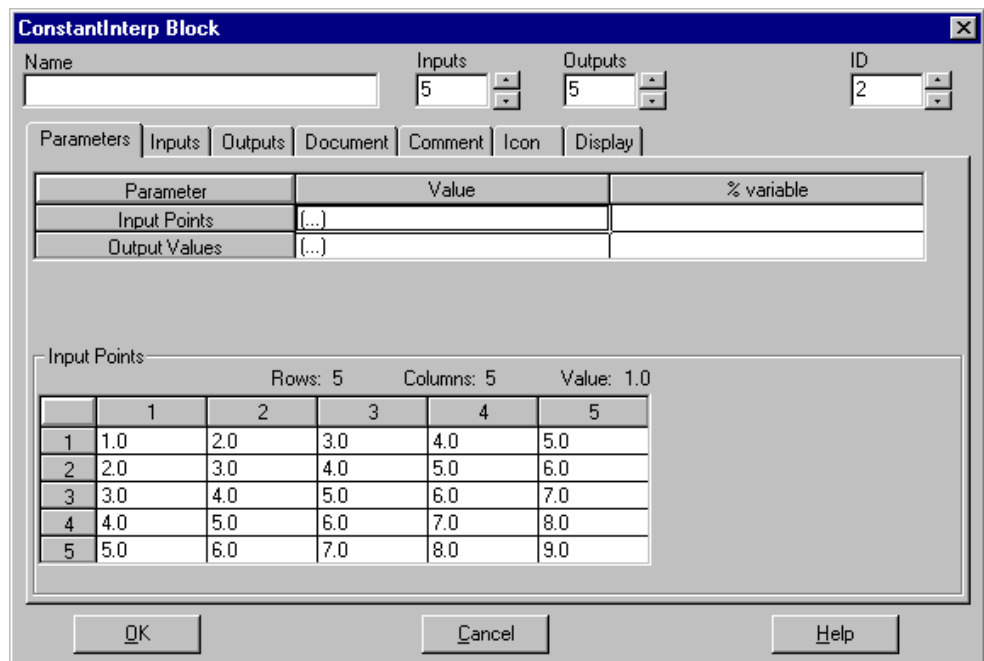 ConstantInterp Block
Name Inputs Outputs ID
5 5 2
Parameters Inputs Outputs Document Comment Icon Display
Parameter Value % variable
Input Points (...)
Output Values (...)
Input Points
Rows: 5 Columns: 5 Value: 1.0
1 2 3 4 5
1 1.0 2.0 3.0 4.0 5.0
2 2.0 3.0 4.0 5.0 6.0
3 3.0 4.0 5.0 6.0 7.0
4 4.0 5.0 6.0 7.0 8.0
5 5.0 6.0 7.0 8.0 9.0
OK Cancel Help